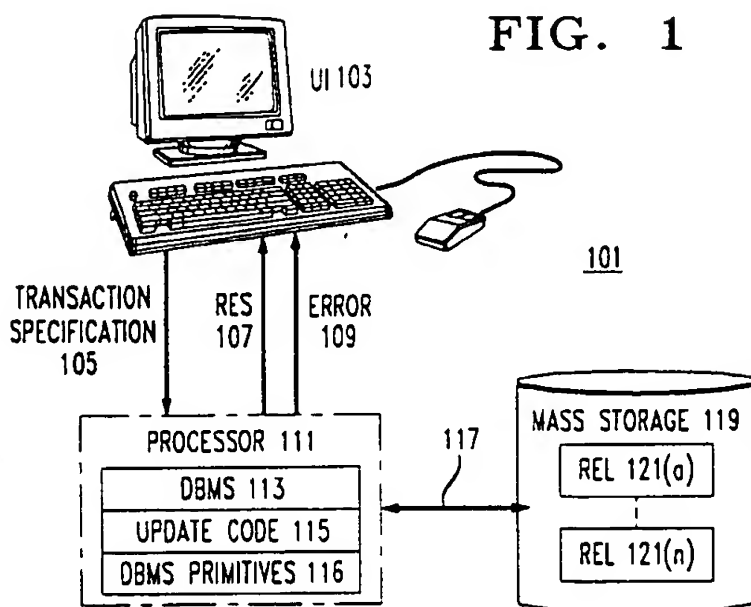 FIG. 1
UI 103
101
TRANSACTION
SPECIFICATION
105
RES
107
ERROR
109
PROCESSOR 111
DBMS 113
UPDATE CODE 115
DBMS PRIMITIVES 116
117
MASS STORAGE 119
REL 121(a)
REL 121(n)